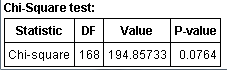 Chi-Square test:
Statistic DF Value P-value
Chi-square 168 194.85733 0.0764